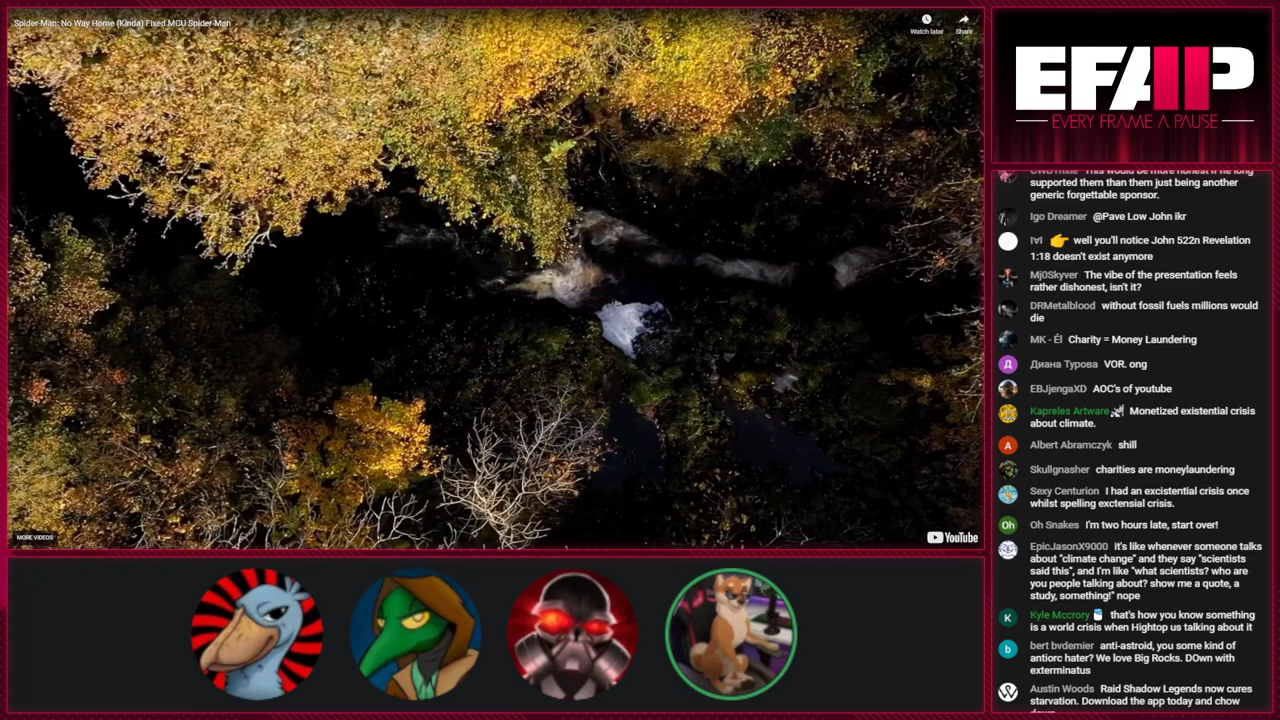 Spider-Man: No Way Home (Kinda) Fixed MCU Spider-Man
Watch later
Share
MORE VIDEOS
YouTube
EFAP
EVERY FRAME A PAUSE
This would be more honest if he long
supported them than them just being another
generic forgettable sponsor.
Igo Dreamer @Pave Low John ikr
IVI 👉 well you'll notice John 522n Revelation
1:18 doesn't exist anymore
Mj0Skyver The vibe of the presentation feels
rather dishonest, isn't it?
DRMetalblood without fossil fuels millions would
die
MK - Él Charity = Money Laundering
Д
Диана Турова VOR. ong
EBJjengaXD AOC's of youtube
Kapreles Artware Monetized existential crisis
about climate.
A
Albert Abramczyk shill
Skullgnasher charities are moneylaundering
Sexy Centurion I had an excistential crisis once
whilst spelling exctensial crisis.
Oh
Oh Snakes I'm two hours late, start over!
EpicJasonX9000 it's like whenever someone talks
about "climate change" and they say "scientists
said this", and I'm like "what scientists? who are
you people talking about? show me a quote, a
study, something!" nope
K
Kyle Mccrory that's how you know something
is a world crisis when Hightop us talking about it
b
bert bvdemier anti-astroid, you some kind of
antiorc hater? We love Big Rocks. DOwn with
exterminatus
Austin Woods Raid Shadow Legends now cures
starvation. Download the app today and chow